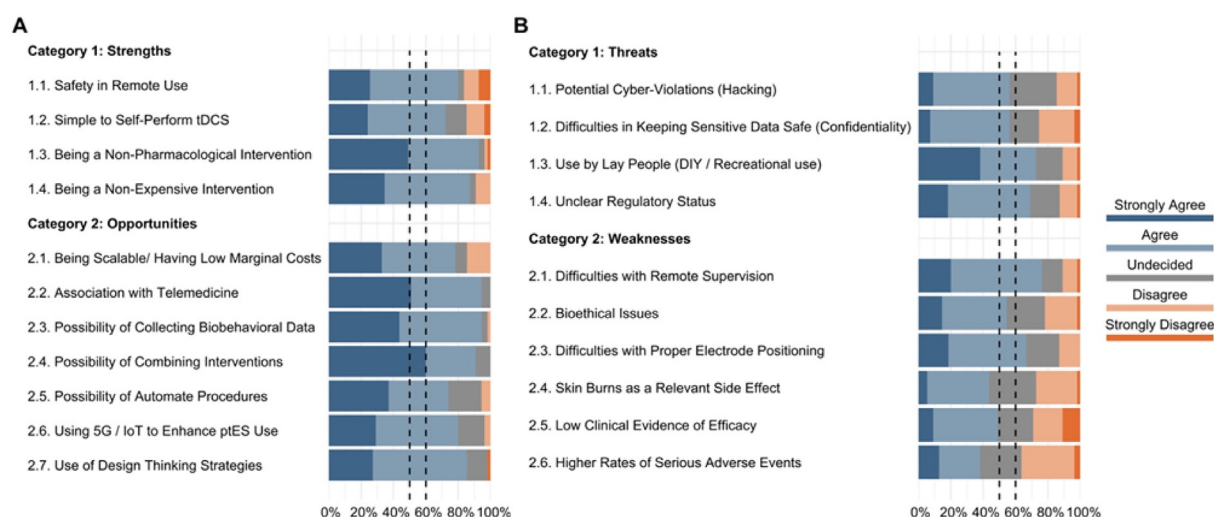 A
Category 1: Strengths
1.1. Safety in Remote Use
1.2. Simple to Self-Perform tDCS
1.3. Being a Non-Pharmacological Intervention
1.4. Being a Non-Expensive Intervention
Category 2: Opportunities
2.1. Being Scalable/ Having Low Marginal Costs
2.2. Association with Telemedicine
2.3. Possibility of Collecting Biobehavioral Data
2.4. Possibility of Combining Interventions
2.5. Possibility of Automate Procedures
2.6. Using 5G / IoT to Enhance ptES Use
2.7. Use of Design Thinking Strategies
0% 20% 40% 60% 80% 100%
B
Category 1: Threats
1.1. Potential Cyber-Violations (Hacking)
1.2. Difficulties in Keeping Sensitive Data Safe (Confidentiality)
1.3. Use by Lay People (DIY / Recreational use)
1.4. Unclear Regulatory Status
Category 2: Weaknesses
2.1. Difficulties with Remote Supervision
2.2. Bioethical Issues
2.3. Difficulties with Proper Electrode Positioning
2.4. Skin Burns as a Relevant Side Effect
2.5. Low Clinical Evidence of Efficacy
2.6. Higher Rates of Serious Adverse Events
0% 20% 40% 60% 80% 100%
Strongly Agree
Agree
Undecided
Disagree
Strongly Disagree